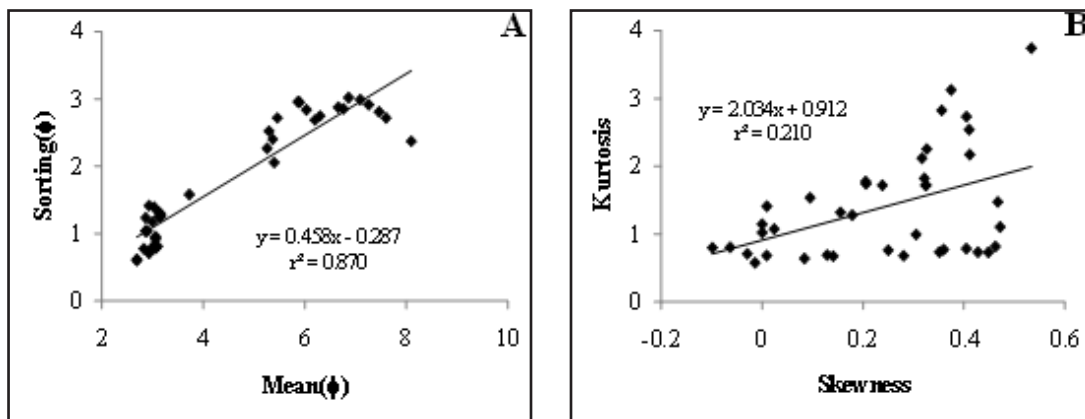 A
Sorting(ϕ)
4
3
2
1
0
y = 0.458x - 0.287
r² = 0.870
2 4 6 8 10
Mean(ϕ)
B
Kurtosis
4
3
2
1
0
y = 2.034x + 0.912
r² = 0.210
-0.2 0 0.2 0.4 0.6
Skewness